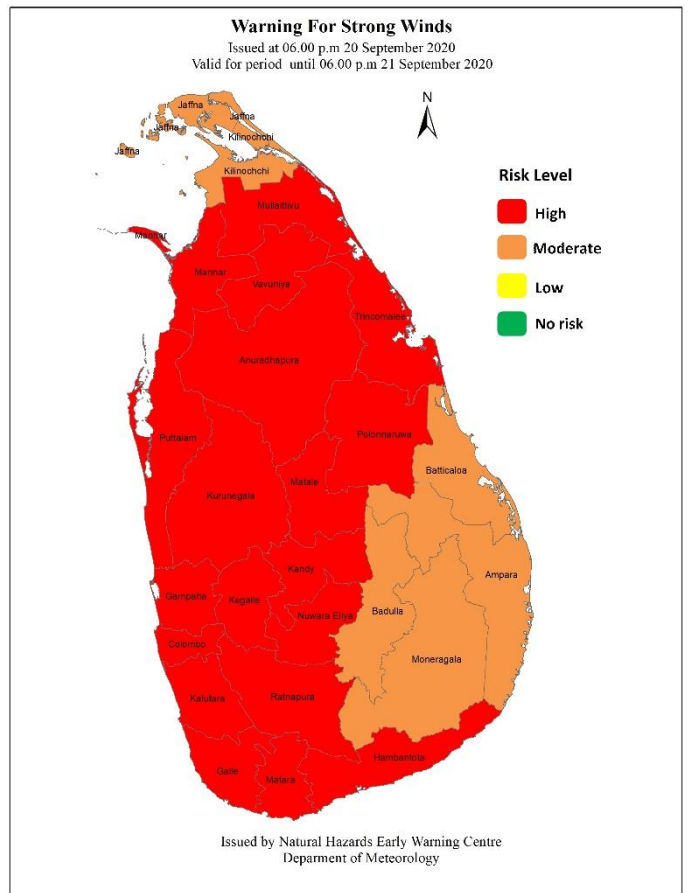 Warning For Strong Winds
Issued at 06.00 p.m 20 September 2020
Valid for period until 06.00 p.m 21 September 2020
N
Jaffna
Jaffna
Jaffna
Jaffna
Kilinochchi
Kilinochchi
Risk Level
High
Moderate
Low
No risk
Mullaitivu
Mannar
Mannar
Vavuniya
Trincomalee
Anuradhapura
Polonnaruwa
Puttalam
Batticaloa
Kurunegala
Matale
Kandy
Ampara
Gampaha
Kegalle
Badulla
Nuwara Eliya
Colombo
Moneragala
Kalutara
Ratnapura
Hambantota
Galle
Matara
Issued by Natural Hazards Early Warning Centre
Deparment of Meteorology